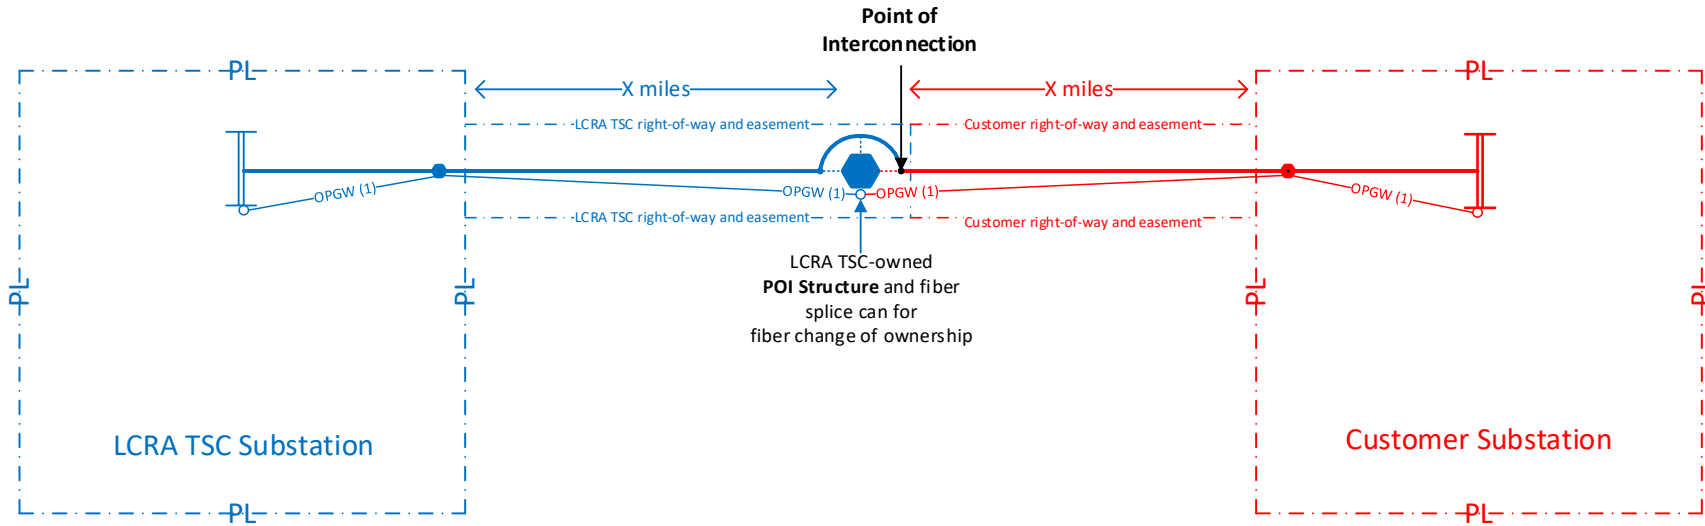 Point of
Interconnection
PL
PL
X miles
X miles
LCRA TSC right-of-way and easement
Customer right-of-way and easement
OPGW (1)
OPGW (1)
OPGW (1)
OPGW (1)
LCRA TSC right-of-way and easement
Customer right-of-way and easement
LCRA TSC-owned
POI Structure and fiber
splice can for
fiber change of ownership
PL
PL
PL
PL
LCRA TSC Substation
Customer Substation
PL
PL